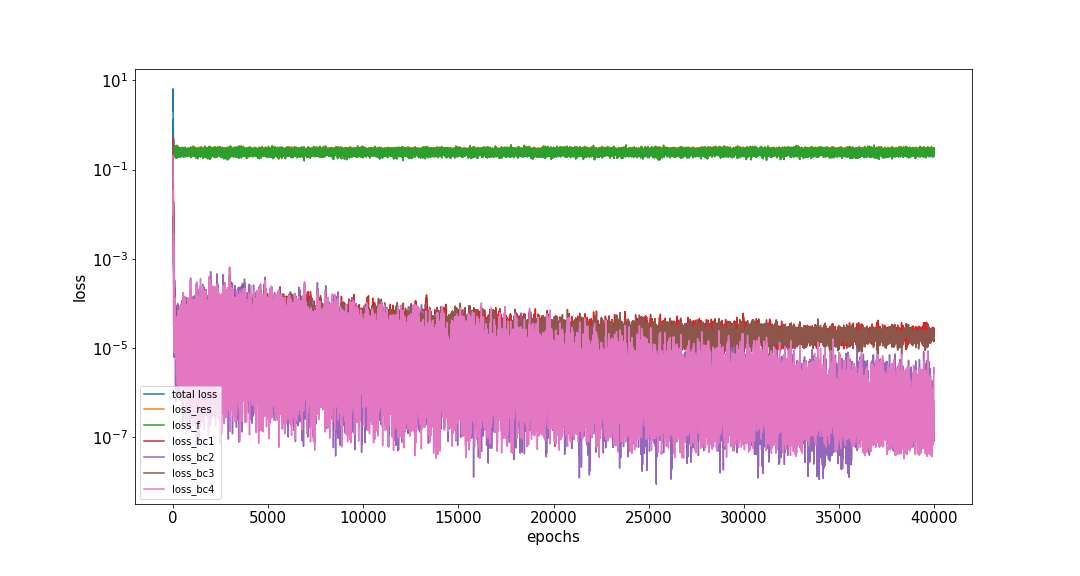 10¹
10⁻¹
10⁻³
10⁻⁵
10⁻⁷
loss
total loss
loss_res
loss_f
loss_bc1
loss_bc2
loss_bc3
loss_bc4
0 5000 10000 15000 20000 25000 30000 35000 40000
epochs